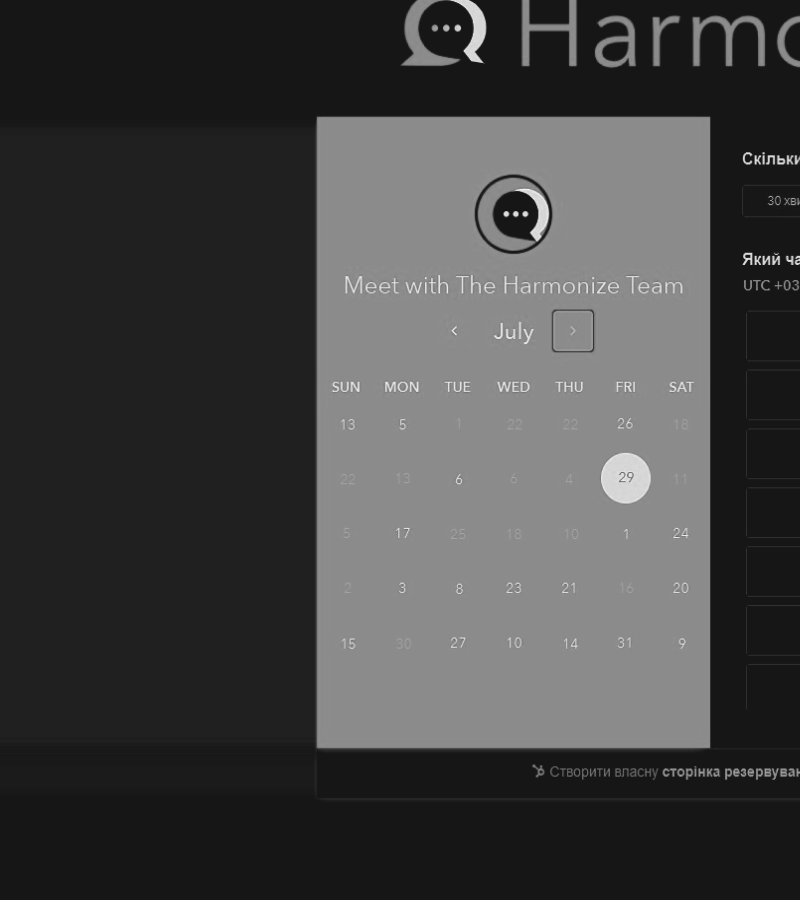 Harmo
Meet with The Harmonize Team
July
SUN MON TUE WED THU FRI SAT
13 5 1 22 22 26 18
22 13 6 6 4 29 11
5 17 25 18 10 1 24
2 3 8 23 21 16 20
15 30 27 10 14 31 9
Скільки
30 хви
Який ча
UTC +03
Створити власну сторінка резервуван